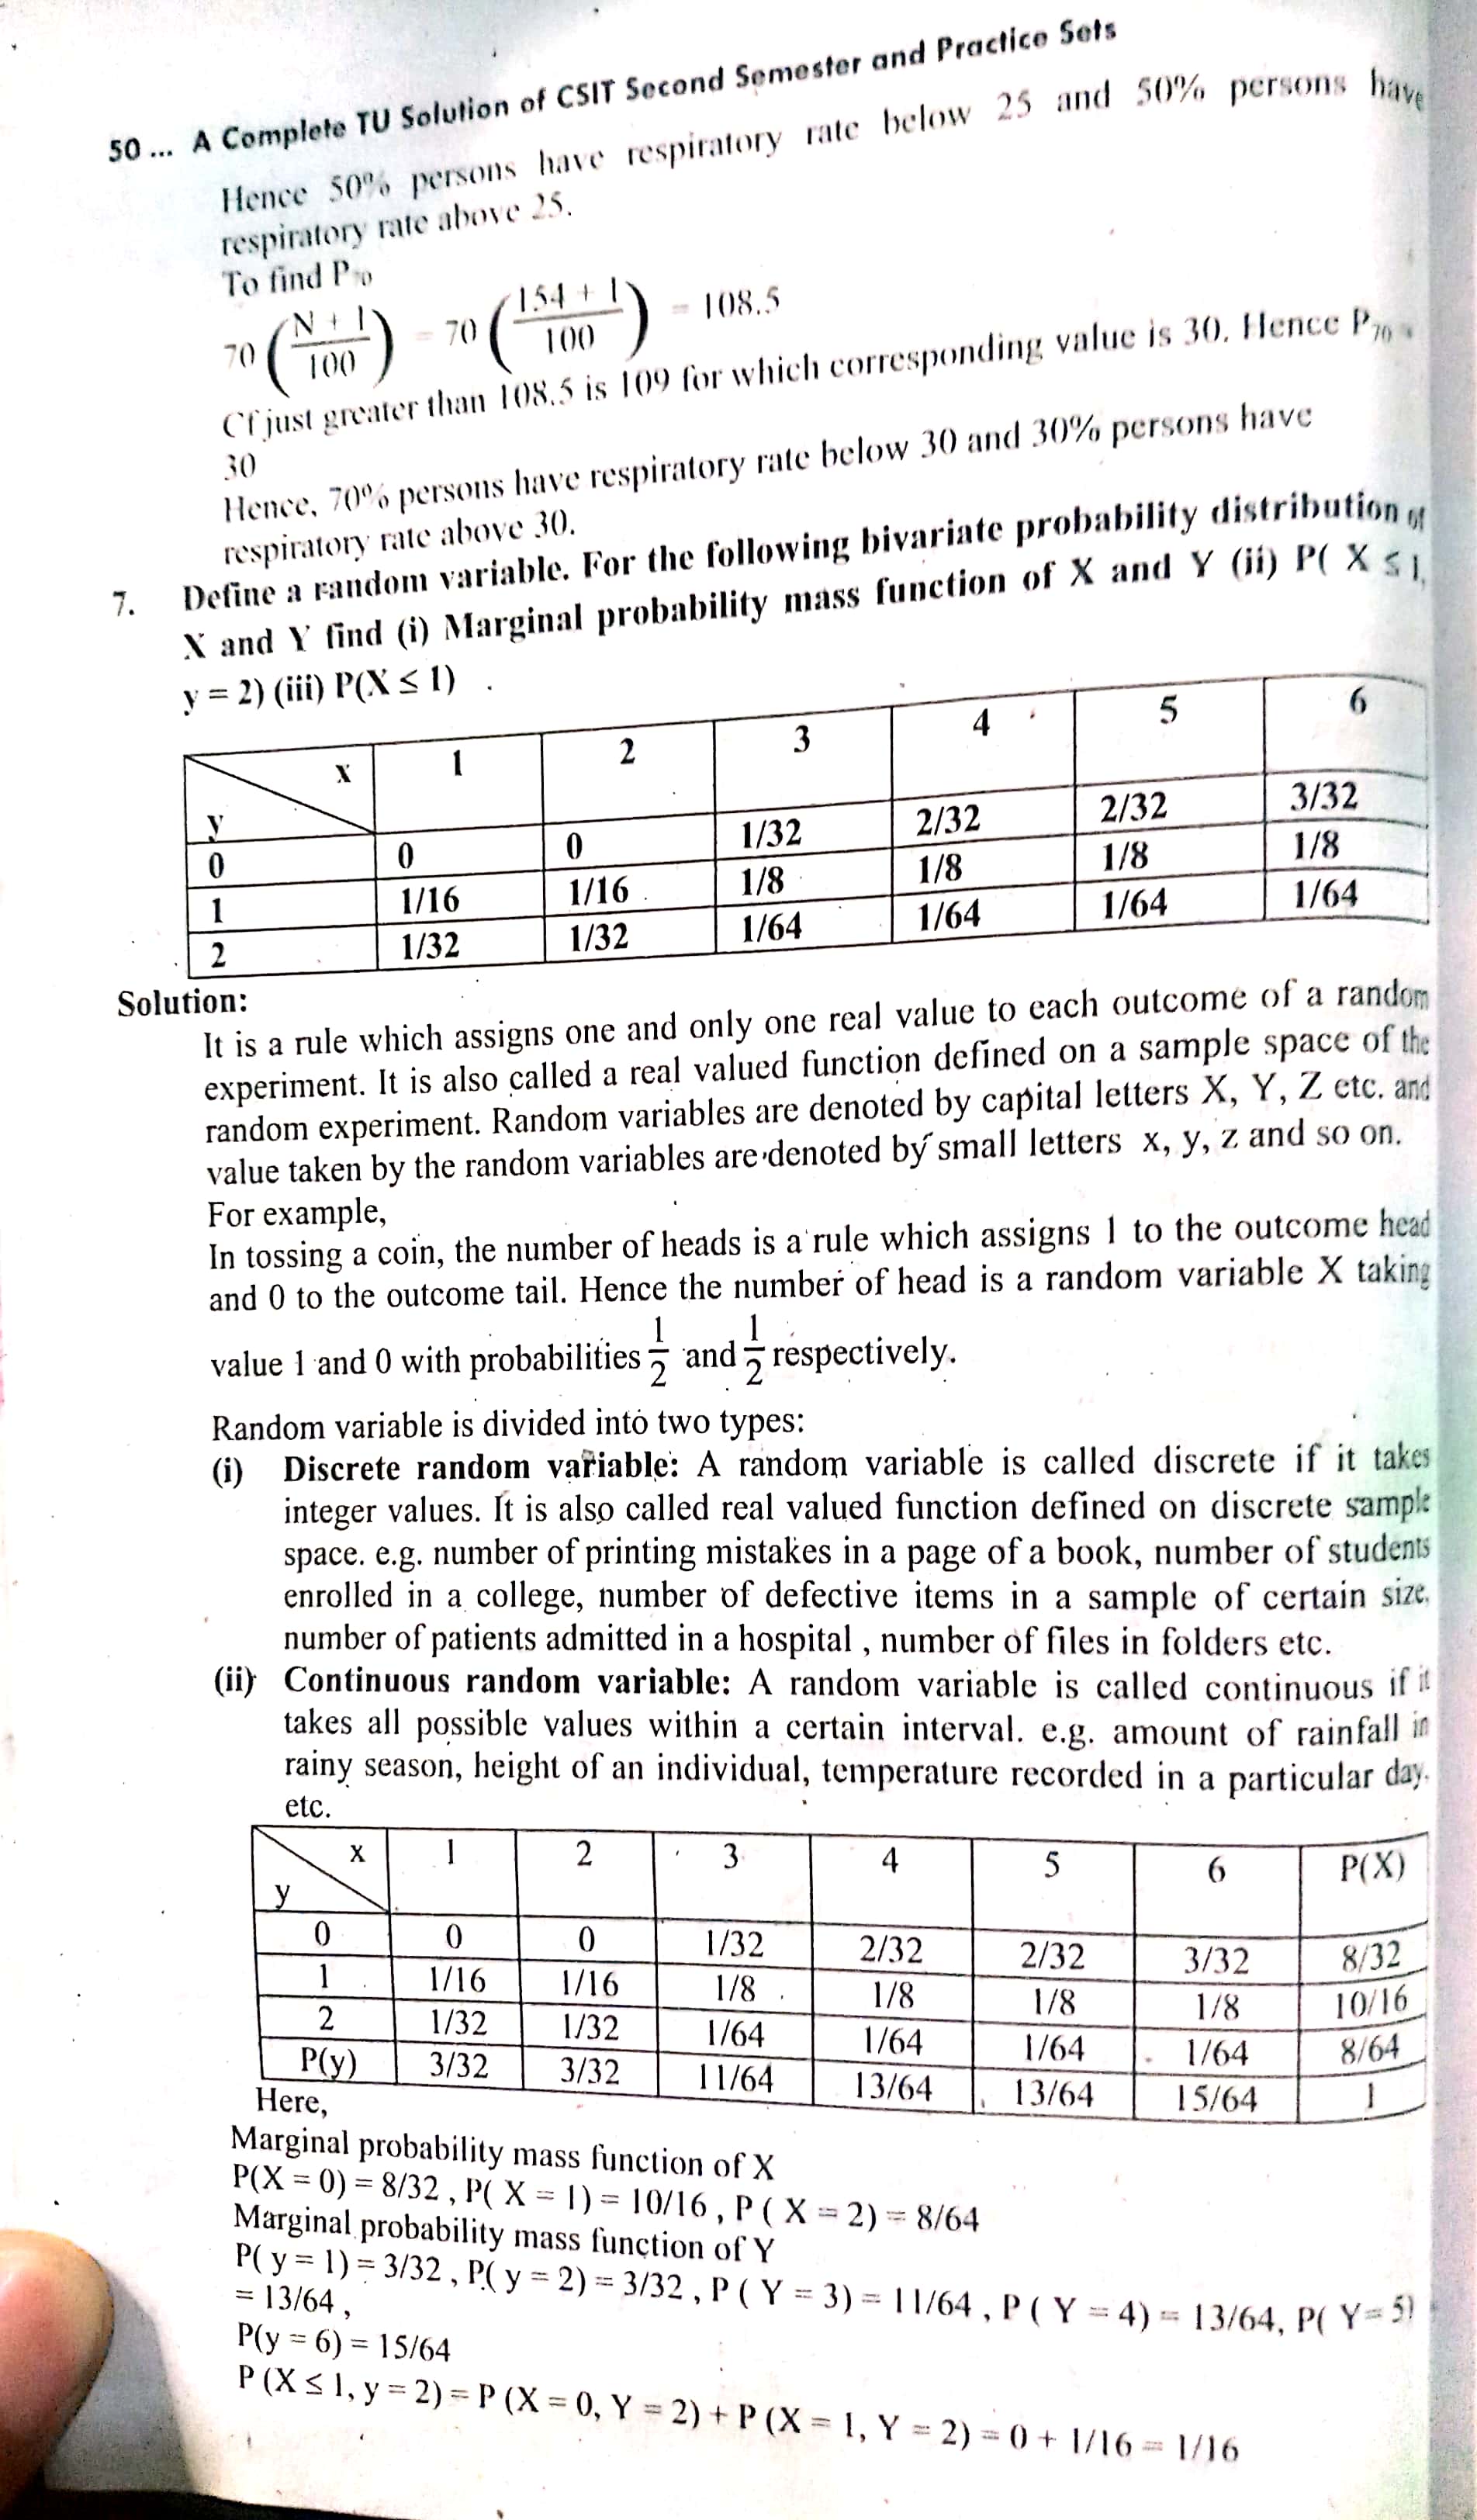 50 ... A Complete TU Solution of CSIT Second Semester and Practice Sets
Hence 50% persons have respiratory rate below 25 and 50% persons have
respiratory rate above 25.
To find P70
70 ( N + 1 / 100 ) = 70 ( 154 + 1 / 100 ) = 108.5
Cf just greater than 108.5 is 109 for which corresponding value is 30. Hence P70 =
30
Hence, 70% persons have respiratory rate below 30 and 30% persons have
respiratory rate above 30.
7. Define a random variable. For the following bivariate probability distribution of
X and Y find (i) Marginal probability mass function of X and Y (ii) P( X ≤ 1,
y = 2) (iii) P(X ≤ 1)
x 1 2 3 4 5 6
y
0 0 0 1/32 2/32 2/32 3/32
1 1/16 1/16 1/8 1/8 1/8 1/8
2 1/32 1/32 1/64 1/64 1/64 1/64
Solution:
It is a rule which assigns one and only one real value to each outcome of a random
experiment. It is also called a real valued function defined on a sample space of the
random experiment. Random variables are denoted by capital letters X, Y, Z etc. and
value taken by the random variables are denoted by small letters x, y, z and so on.
For example,
In tossing a coin, the number of heads is a rule which assigns 1 to the outcome head
and 0 to the outcome tail. Hence the number of head is a random variable X taking
value 1 and 0 with probabilities 1/2 and 1/2 respectively.
Random variable is divided into two types:
(i) Discrete random variable: A random variable is called discrete if it takes
integer values. It is also called real valued function defined on discrete sample
space. e.g. number of printing mistakes in a page of a book, number of students
enrolled in a college, number of defective items in a sample of certain size,
number of patients admitted in a hospital , number of files in folders etc.
(ii) Continuous random variable: A random variable is called continuous if it
takes all possible values within a certain interval. e.g. amount of rainfall in
rainy season, height of an individual, temperature recorded in a particular day.
etc.
x 1 2 3 4 5 6 P(X)
y
0 0 0 1/32 2/32 2/32 3/32 8/32
1 1/16 1/16 1/8 1/8 1/8 1/8 10/16
2 1/32 1/32 1/64 1/64 1/64 1/64 8/64
P(y) 3/32 3/32 11/64 13/64 13/64 15/64 1
Here,
Marginal probability mass function of X
P(X = 0) = 8/32 , P( X = 1) = 10/16 , P ( X = 2) = 8/64
Marginal probability mass function of Y
P( y = 1) = 3/32 , P( y = 2) = 3/32 , P ( Y = 3) = 11/64 , P ( Y = 4) = 13/64, P( Y= 5)
= 13/64 ,
P(y = 6) = 15/64
P (X ≤ 1, y = 2) = P (X = 0, Y = 2) + P (X = 1, Y = 2) = 0 + 1/16 = 1/16